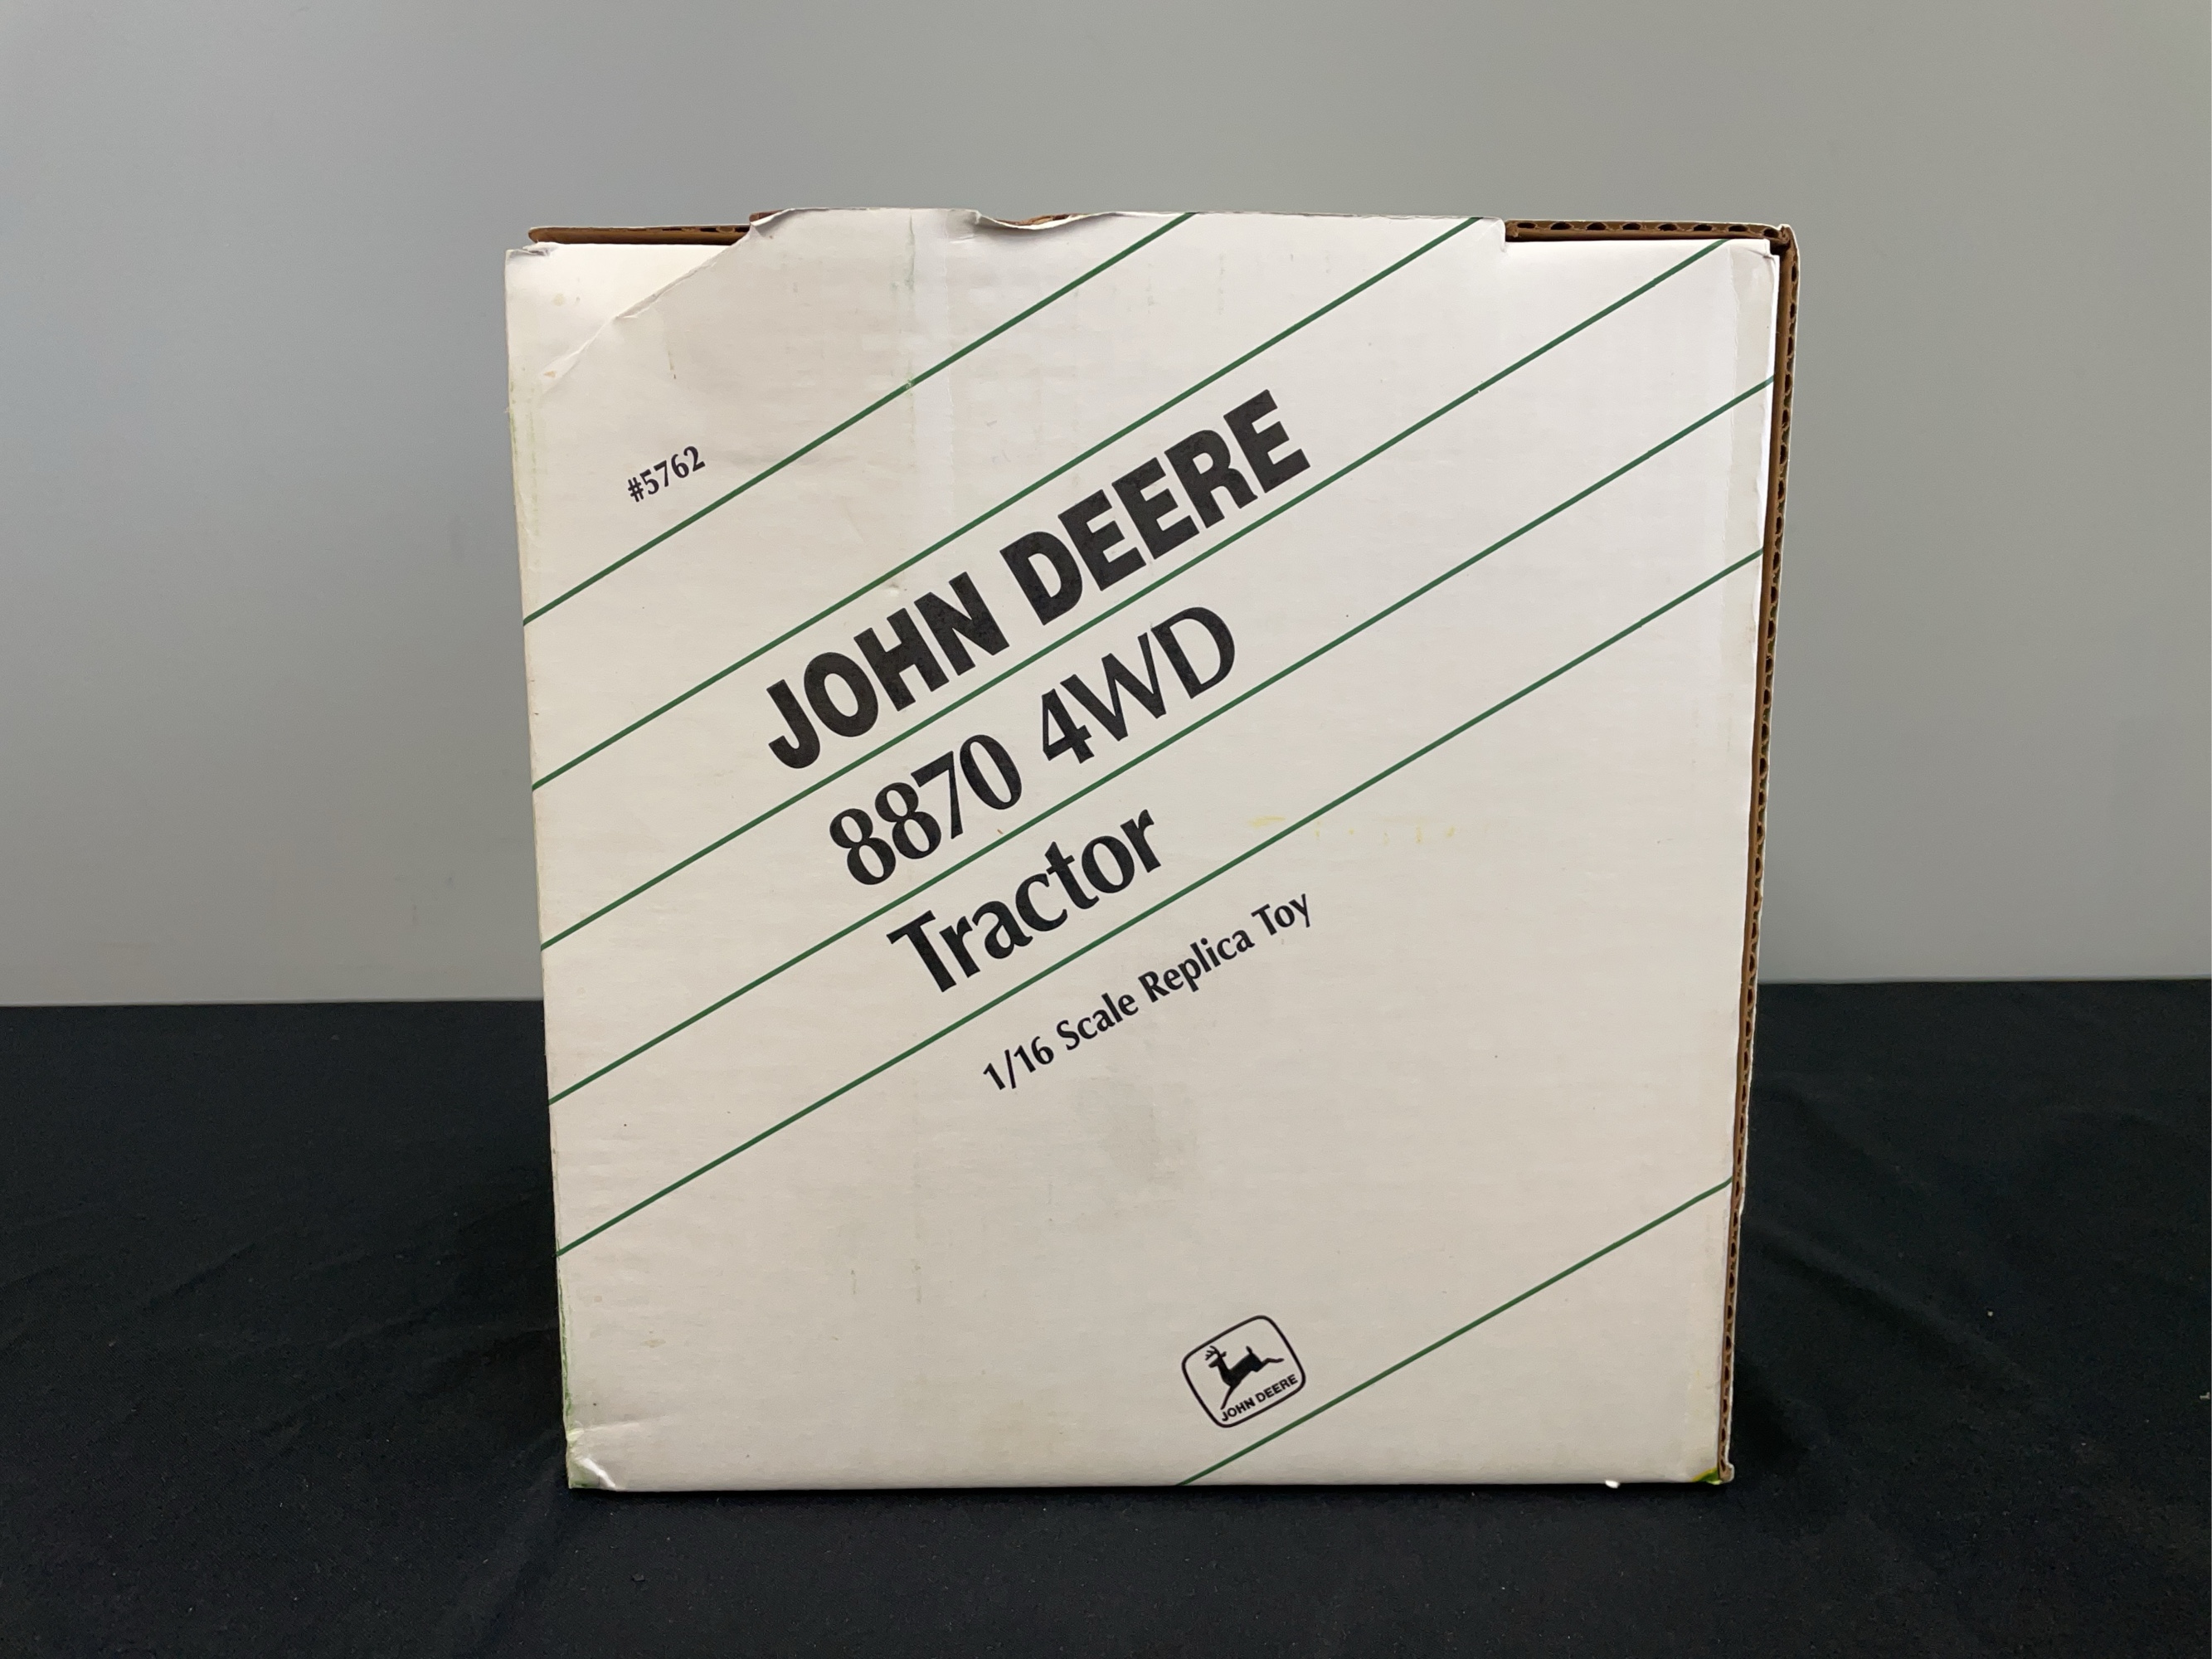 #5762
JOHN DEERE
8870 4WD
Tractor
1/16 Scale Replica Toy
JOHN DEERE